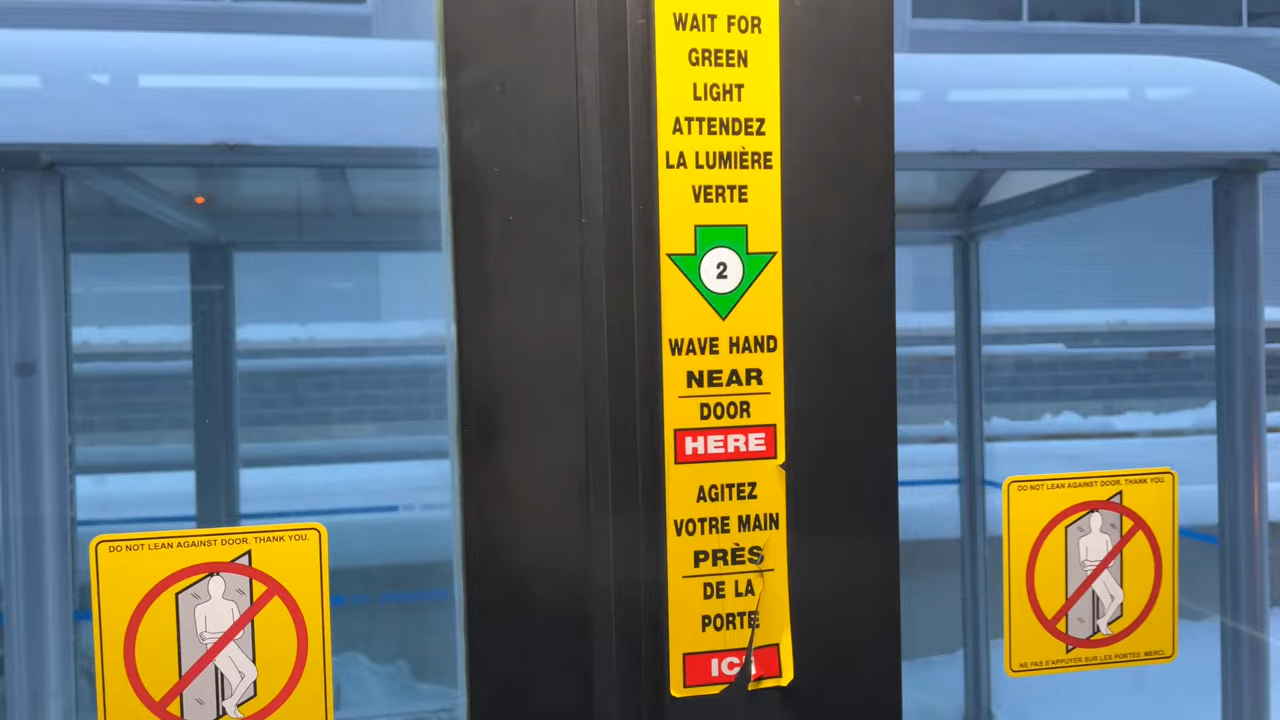 WAIT FOR
GREEN
LIGHT
ATTENDEZ
LA LUMIÈRE
VERTE
2
WAVE HAND
NEAR
DOOR
HERE
AGITEZ
VOTRE MAIN
PRÈS
DE LA
PORTE
ICI
DO NOT LEAN AGAINST DOOR. THANK YOU.
DO NOT LEAN AGAINST DOOR. THANK YOU.
NE PAS S'APPUYER SUR LES PORTES. MERCI.